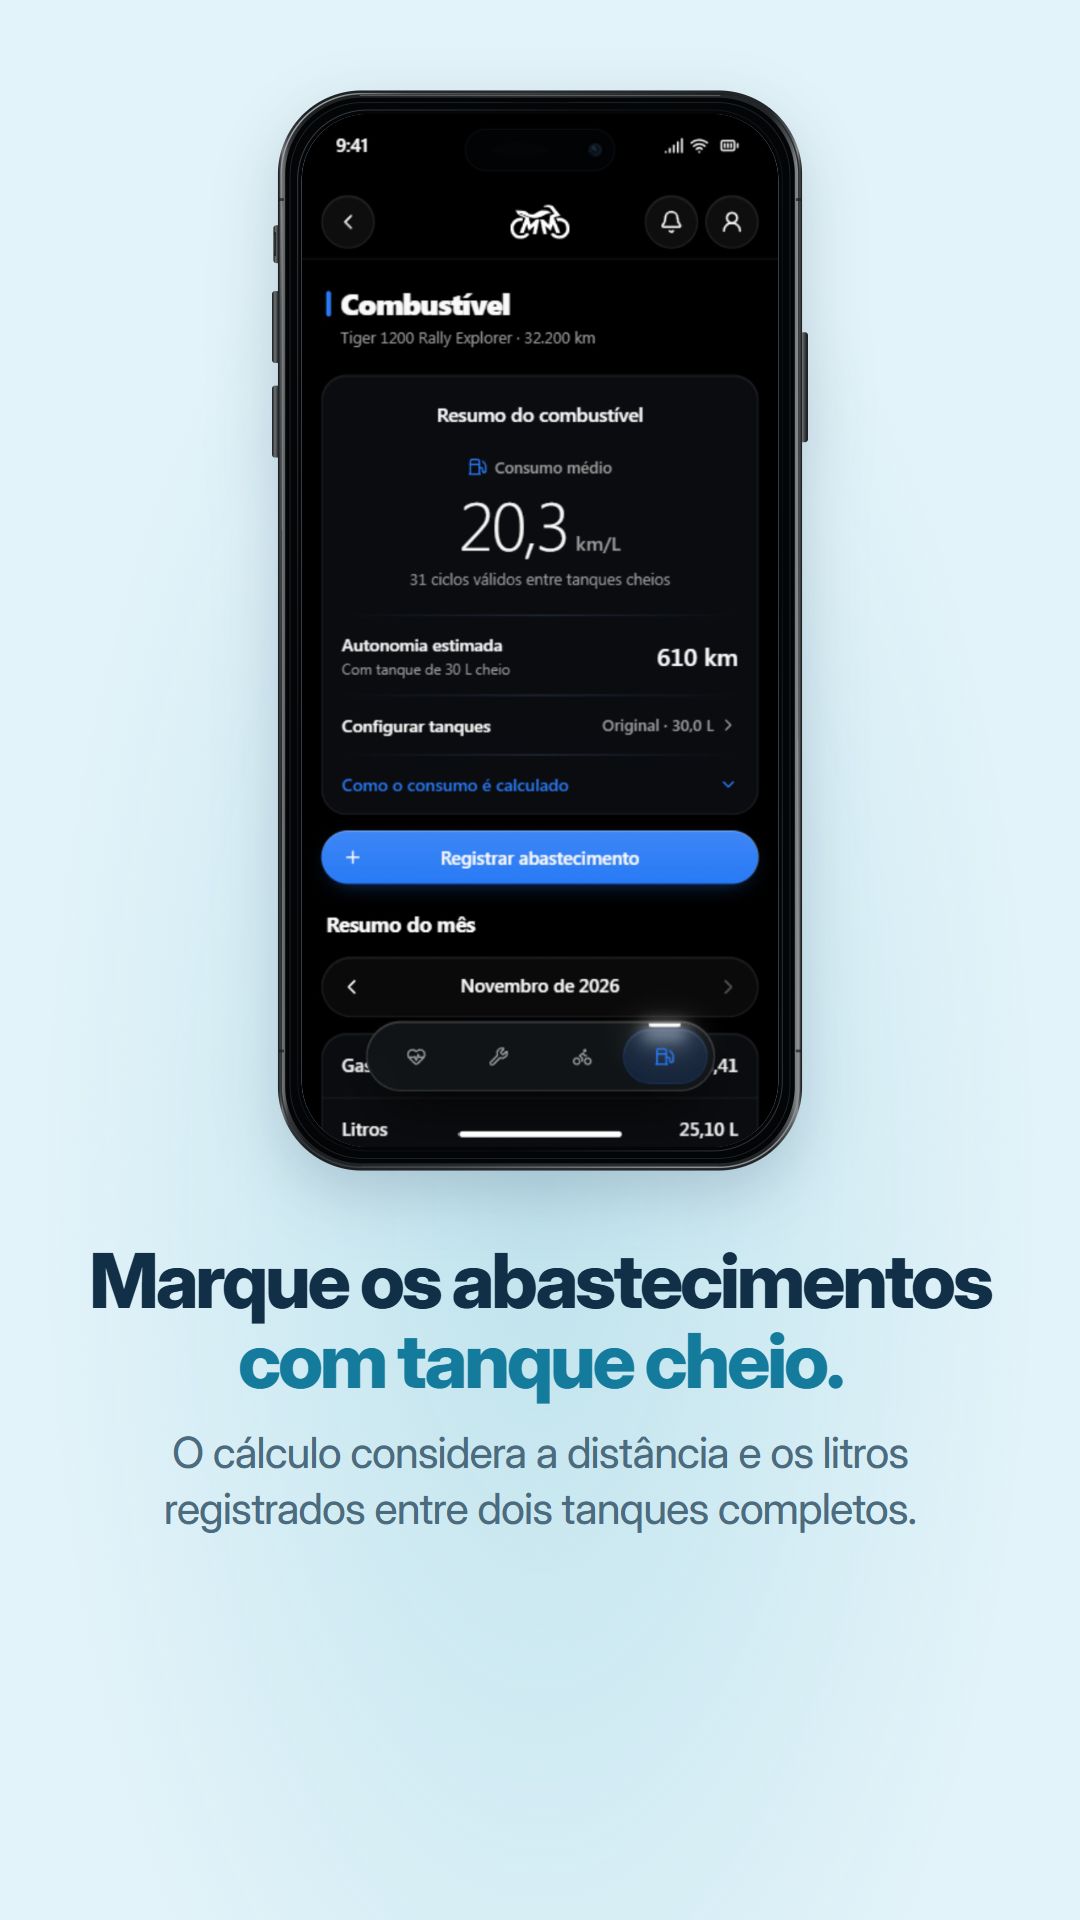 9:41
MM
Combustível
Tiger 1200 Rally Explorer · 32.200 km
Resumo do combustível
Consumo médio
20,3 km/L
31 ciclos válidos entre tanques cheios
Autonomia estimada
610 km
Com tanque de 30 L cheio
Configurar tanques
Original · 30,0 L
Como o consumo é calculado
+ Registrar abastecimento
Resumo do mês
Novembro de 2026
,41
Litros
25,10 L
Marque os abastecimentos
com tanque cheio.
O cálculo considera a distância e os litros
registrados entre dois tanques completos.